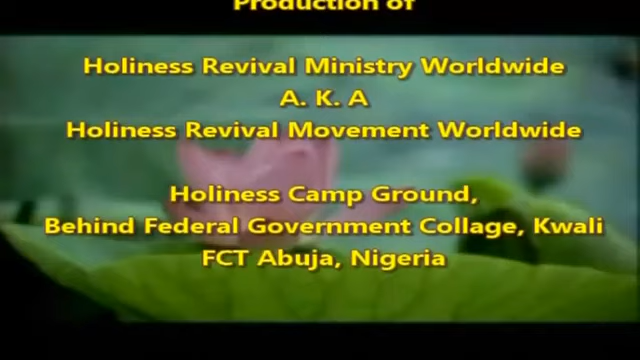 Production of
Holiness Revival Ministry Worldwide
A. K. A
Holiness Revival Movement Worldwide
Holiness Camp Ground,
Behind Federal Government Collage, Kwali
FCT Abuja, Nigeria